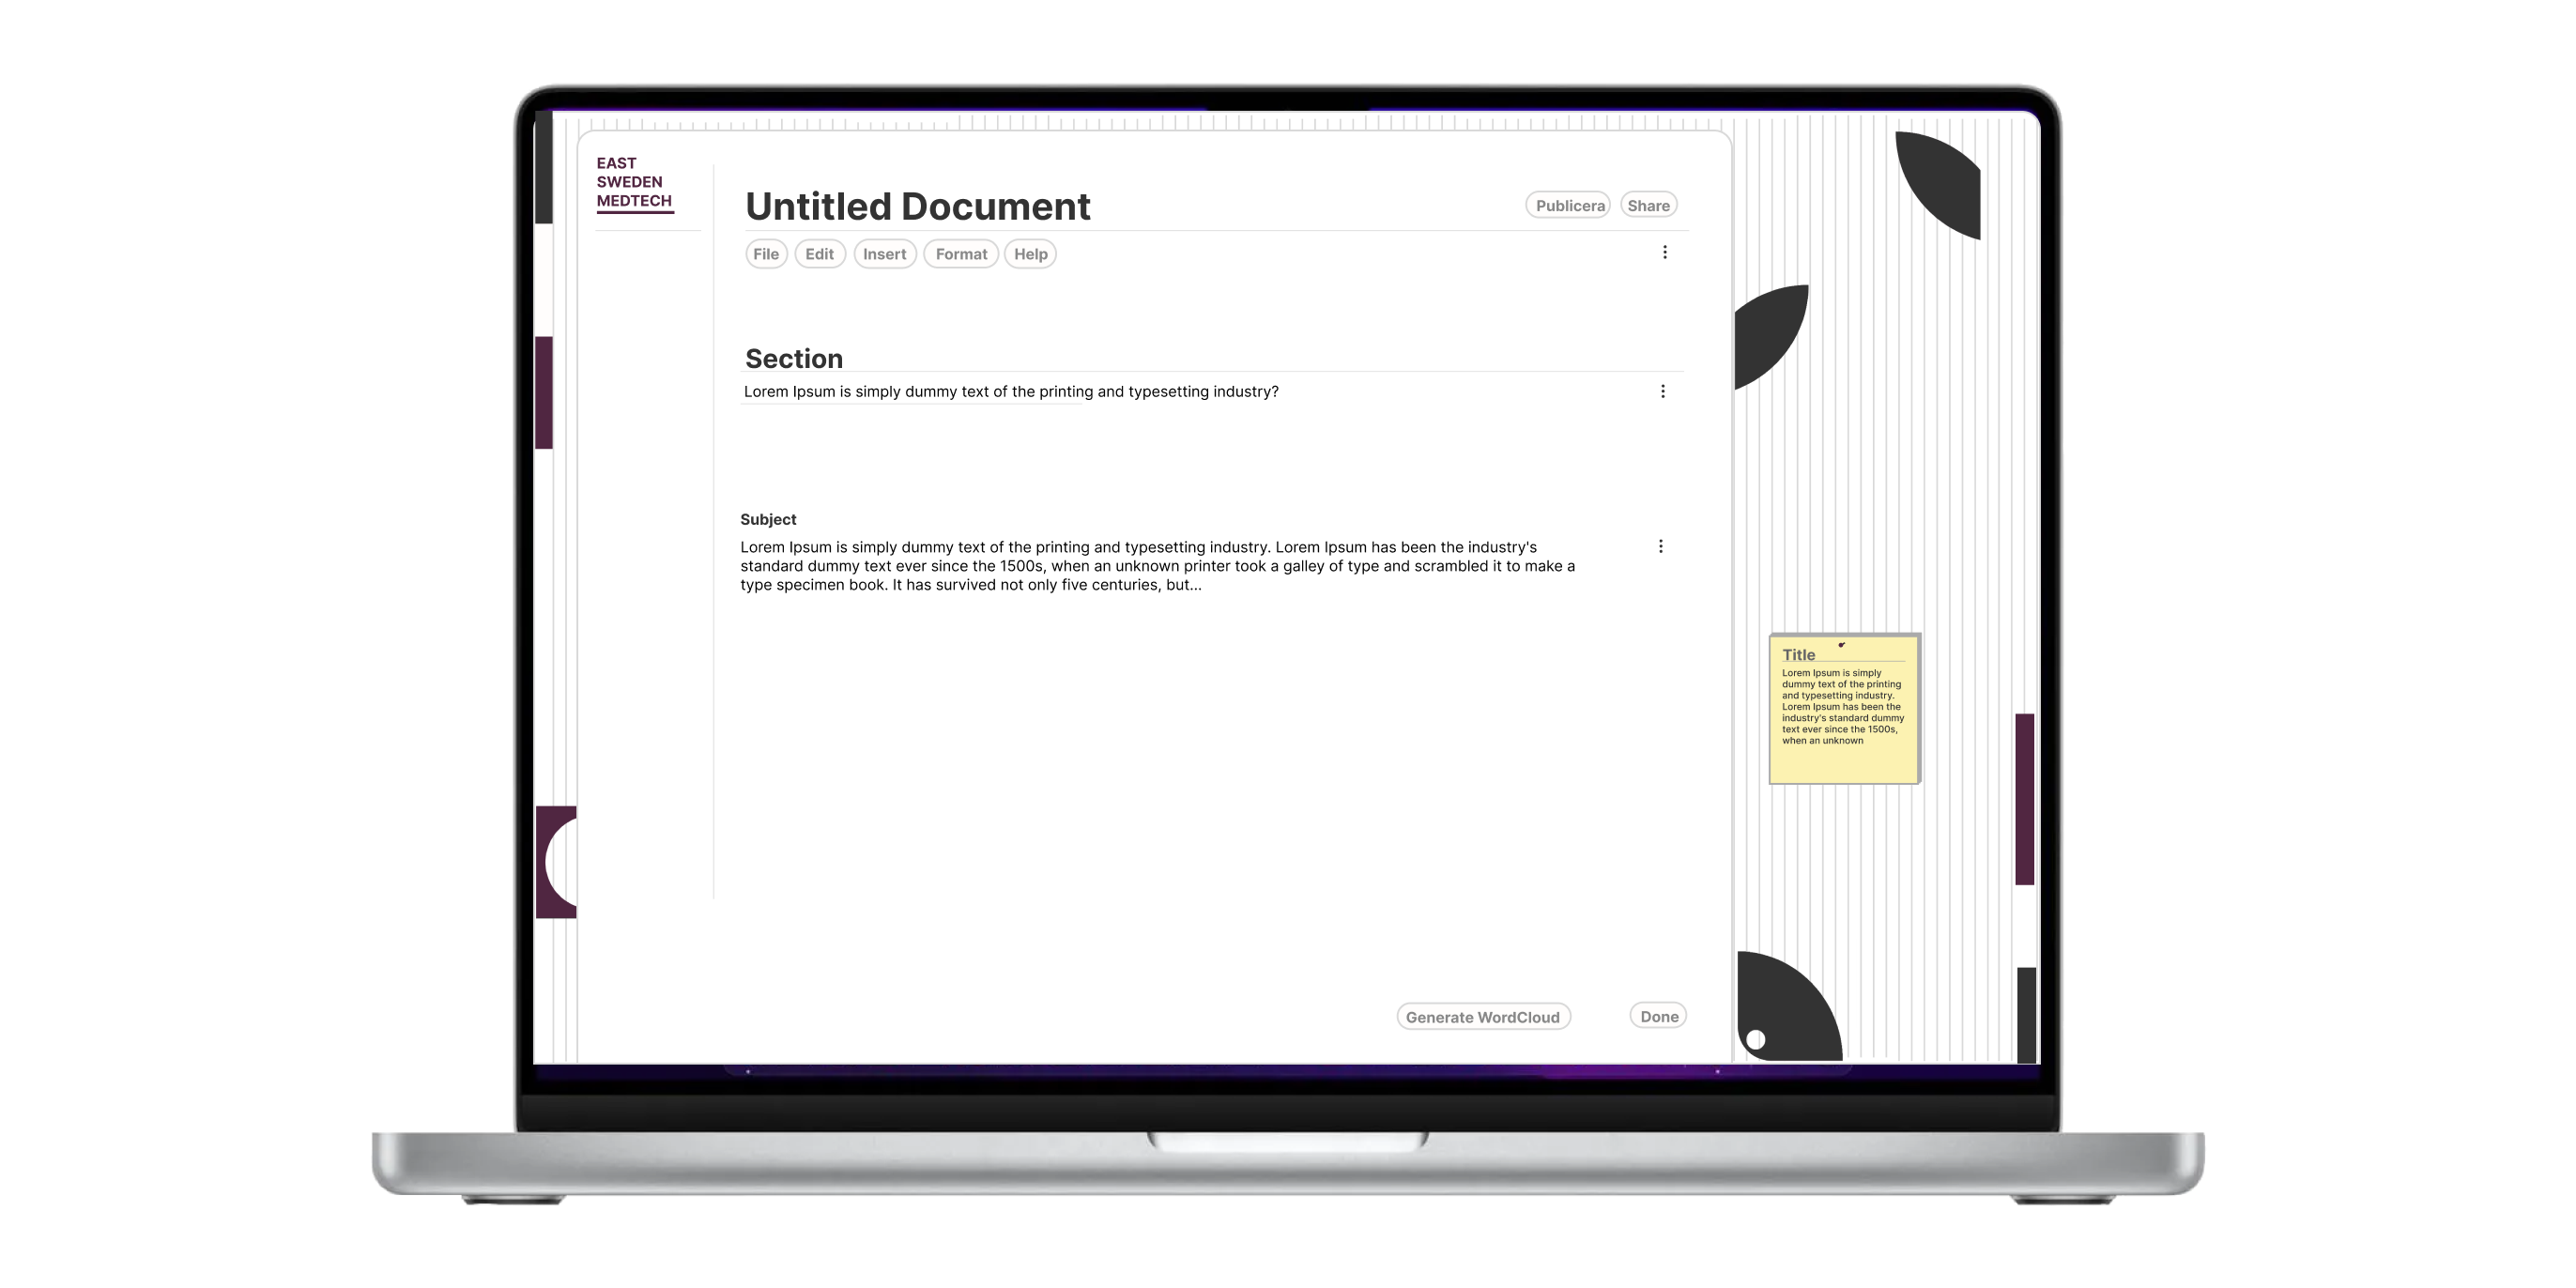 EAST
SWEDEN
MEDTECH
Untitled Document
Publicera
Share
File
Edit
Insert
Format
Help
Section
Lorem Ipsum is simply dummy text of the printing and typesetting industry?
Subject
Lorem Ipsum is simply dummy text of the printing and typesetting industry. Lorem Ipsum has been the industry's
standard dummy text ever since the 1500s, when an unknown printer took a galley of type and scrambled it to make a
type specimen book. It has survived not only five centuries, but...
Title
Lorem Ipsum is simply
dummy text of the printing
and typesetting industry.
Lorem Ipsum has been the
industry's standard dummy
text ever since the 1500s,
when an unknown
Generate WordCloud
Done